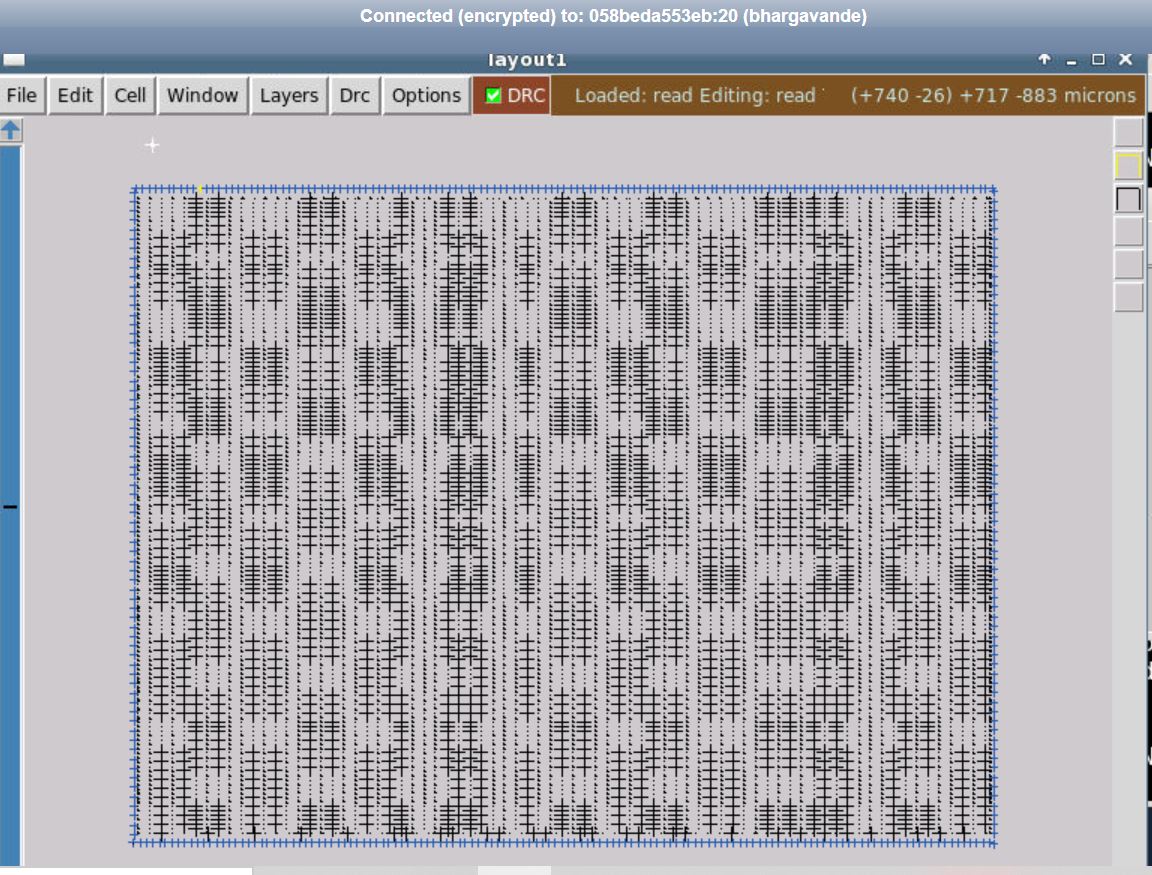 Connected (encrypted) to: 058beda553eb:20 (bhargavande)
layout1
File Edit Cell Window Layers Drc Options DRC Loaded: read Editing: read (+740 -26) +717 -883 microns